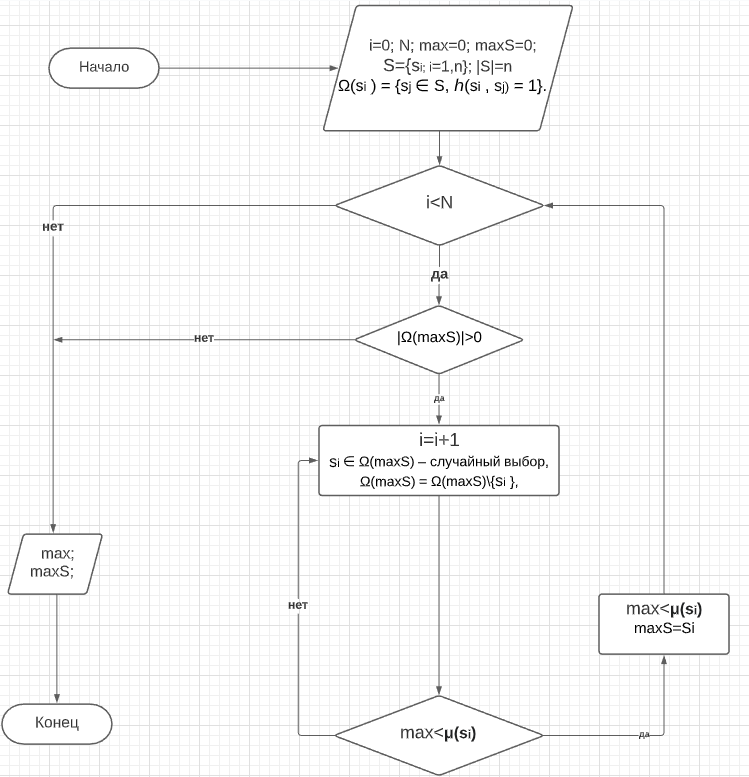 Начало
i=0; N; max=0; maxS=0;
S={si; i=1,n}; |S|=n
Ω(si ) = {sj ∈ S, h(si , sj) = 1}.
i<N
нет
да
|Ω(maxS)|>0
нет
да
i=i+1
si ∈ Ω(maxS) – случайный выбор,
Ω(maxS) = Ω(maxS)\{si },
max;
maxS;
нет
max<μ(si)
maxS=Si
Конец
max<μ(si)
да